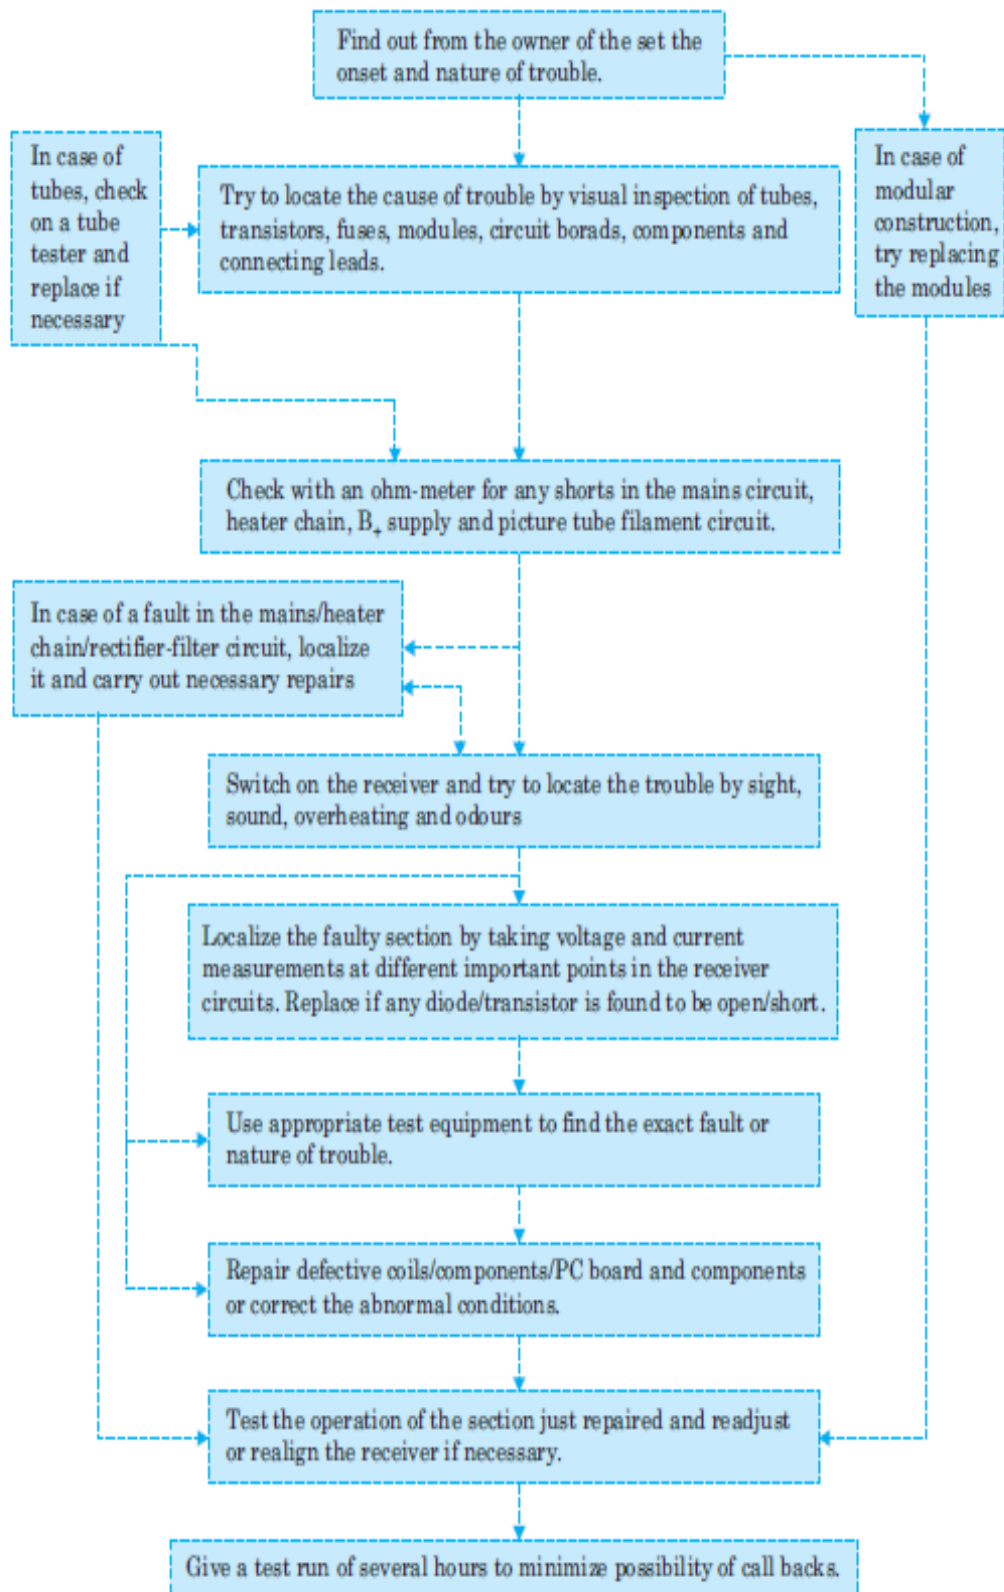 Find out from the owner of the set the
onset and nature of trouble.
In case of
tubes, check
on a tube
tester and
replace if
necessary
Try to locate the cause of trouble by visual inspection of tubes,
transistors, fuses, modules, circuit borads, components and
connecting leads.
In case of
modular
construction,
try replacing
the modules
Check with an ohm-meter for any shorts in the mains circuit,
heater chain, B₊ supply and picture tube filament circuit.
In case of a fault in the mains/heater
chain/rectifier-filter circuit, localize
it and carry out necessary repairs
Switch on the receiver and try to locate the trouble by sight,
sound, overheating and odours
Localize the faulty section by taking voltage and current
measurements at different important points in the receiver
circuits. Replace if any diode/transistor is found to be open/short.
Use appropriate test equipment to find the exact fault or
nature of trouble.
Repair defective coils/components/PC board and components
or correct the abnormal conditions.
Test the operation of the section just repaired and readjust
or realign the receiver if necessary.
Give a test run of several hours to minimize possibility of call backs.